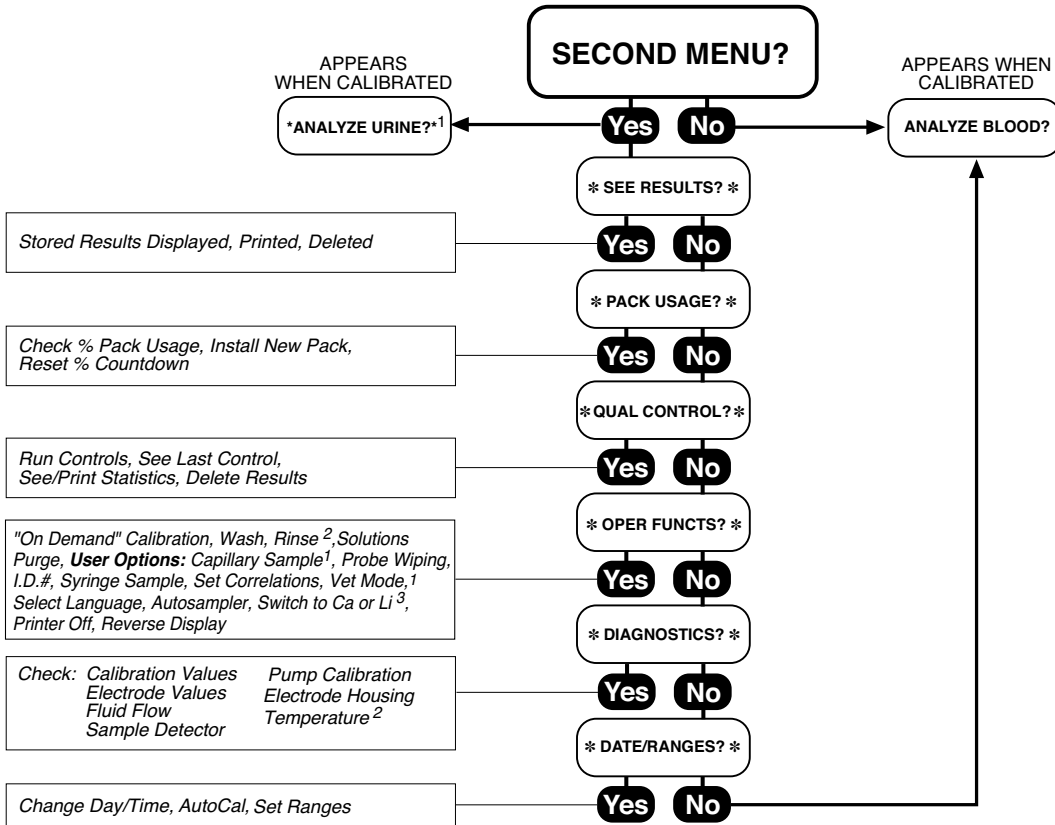 SECOND MENU?
APPEARS
WHEN CALIBRATED
*ANALYZE URINE?*1
Yes
No
APPEARS WHEN
CALIBRATED
ANALYZE BLOOD?
* SEE RESULTS? *
Stored Results Displayed, Printed, Deleted
Yes
No
* PACK USAGE? *
Check % Pack Usage, Install New Pack,
Reset % Countdown
Yes
No
* QUAL CONTROL? *
Run Controls, See Last Control,
See/Print Statistics, Delete Results
Yes
No
* OPER FUNCTS? *
"On Demand" Calibration, Wash, Rinse 2,Solutions
Purge, User Options: Capillary Sample1, Probe Wiping,
I.D.#, Syringe Sample, Set Correlations, Vet Mode,1
Select Language, Autosampler, Switch to Ca or Li 3,
Printer Off, Reverse Display
Yes
No
* DIAGNOSTICS? *
Check: Calibration Values
Electrode Values
Fluid Flow
Sample Detector
Pump Calibration
Electrode Housing
Temperature 2
Yes
No
* DATE/RANGES? *
Change Day/Time, AutoCal, Set Ranges
Yes
No